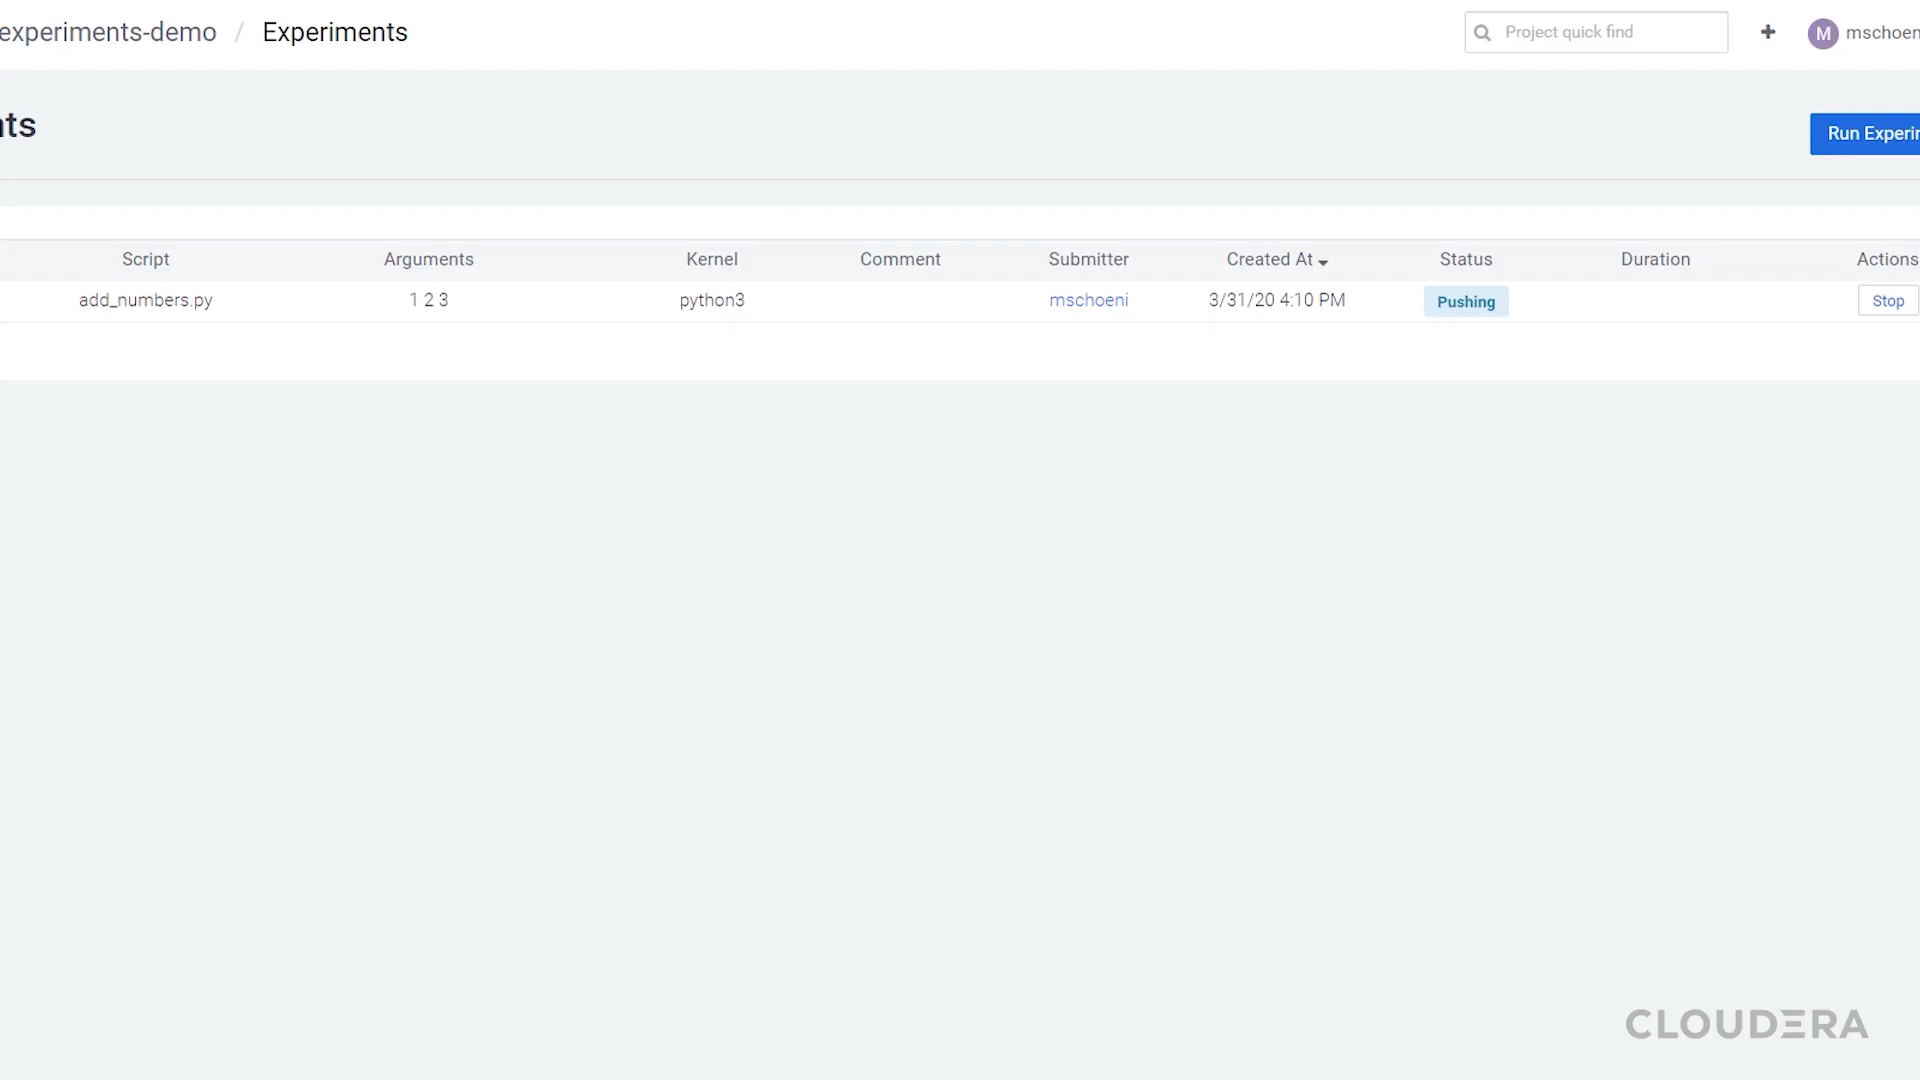 experiments-demo / Experiments
Project quick find
+
M mschoen
nts
Run Experi
Script Arguments Kernel Comment Submitter Created At Status Duration Actions
add_numbers.py 1 2 3 python3 mschoeni 3/31/20 4:10 PM Pushing Stop
CLOUDERA